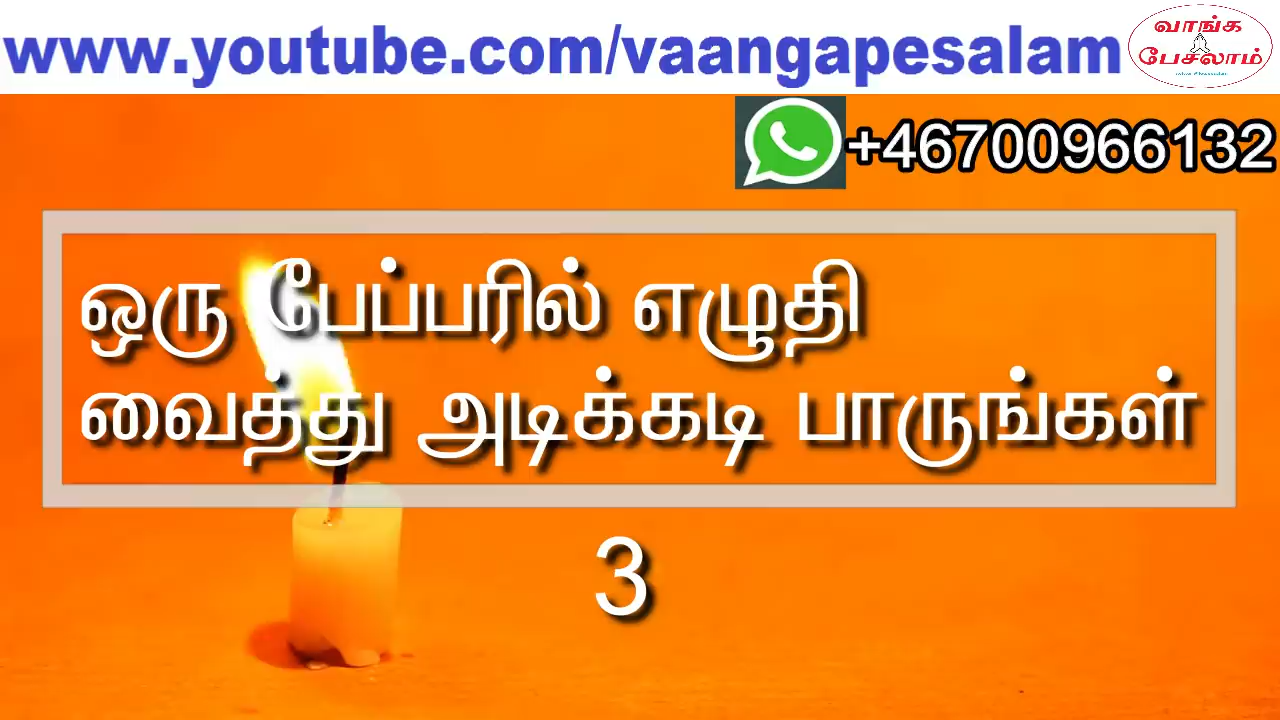 www.youtube.com/vaangapesalam
வாங்க
பேசலாம்
+46700966132
ஒரு பேப்பரில் எழுதி
வைத்து அடிக்கடி பாருங்கள்
3